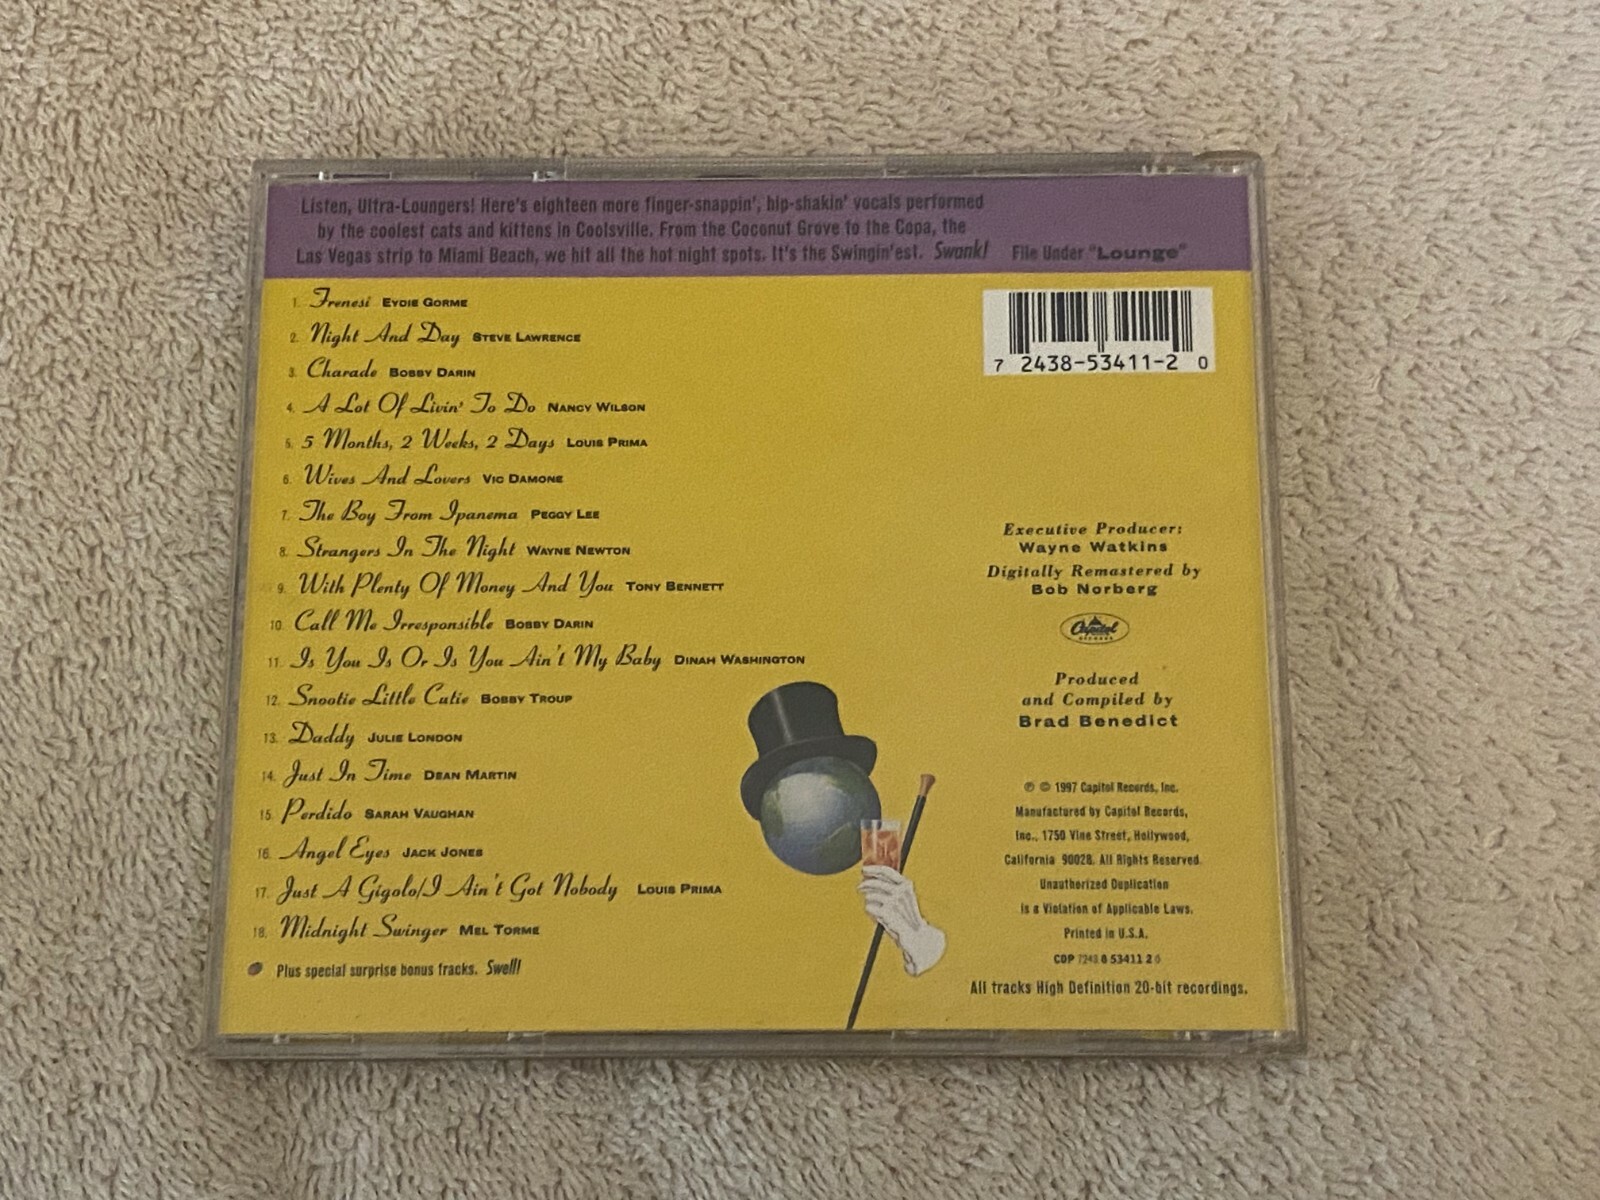 Listen, Ultra-Loungers! Here's eighteen more finger-snappin', hip-shakin' vocals performed
by the coolest cats and kittens in Coolsville. From the Coconut Grove to the Copa, the
Las Vegas strip to Miami Beach, we hit all the hot night spots. It's the Swingin'est. Swank! File Under "Lounge"
1. Frenesi EYDIE GORME
2. Night And Day STEVE LAWRENCE
3. Charade BOBBY DARIN
4. A Lot Of Livin' To Do NANCY WILSON
5. 5 Months, 2 Weeks, 2 Days LOUIS PRIMA
6. Wives And Lovers VIC DAMONE
7. The Boy From Ipanema PEGGY LEE
8. Strangers In The Night WAYNE NEWTON
9. With Plenty Of Money And You TONY BENNETT
10. Call Me Irresponsible BOBBY DARIN
11. Is You Is Or Is You Ain't My Baby DINAH WASHINGTON
12. Snootie Little Cutie BOBBY TROUP
13. Daddy JULIE LONDON
14. Just In Time DEAN MARTIN
15. Perdido SARAH VAUGHAN
16. Angel Eyes JACK JONES
17. Just A Gigolo/I Ain't Got Nobody LOUIS PRIMA
18. Midnight Swinger MEL TORME
Plus special surprise bonus tracks. Swell!
7 2438-53411-2 0
Executive Producer:
Wayne Watkins
Digitally Remastered by
Bob Norberg
Capitol
RECORDS
Produced
and Compiled by
Brad Benedict
℗ © 1997 Capitol Records, Inc.
Manufactured by Capitol Records,
Inc., 1750 Vine Street, Hollywood,
California 90028. All Rights Reserved.
Unauthorized Duplication
is a Violation of Applicable Laws.
Printed in U.S.A.
CDP 7243 8 53411 2 0
All tracks High Definition 20-bit recordings.